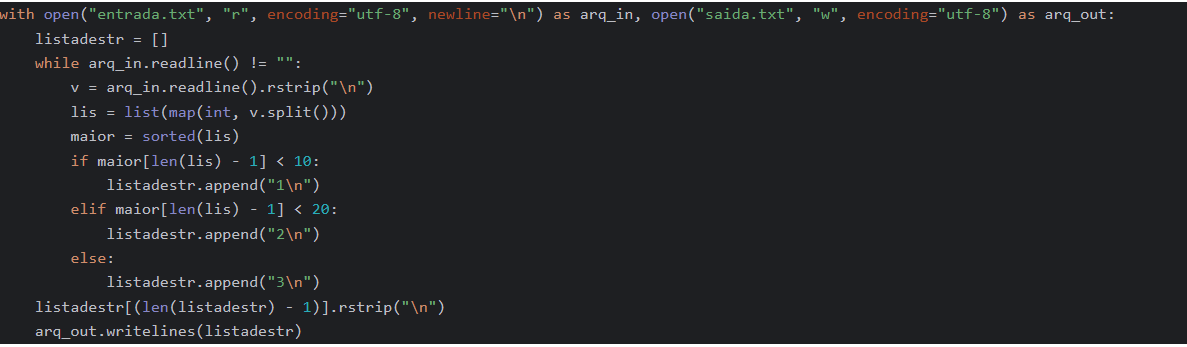 with open("entrada.txt", "r", encoding="utf-8", newline="\n") as arq_in, open("saida.txt", "w", encoding="utf-8") as arq_out:
    listadestr = []
    while arq_in.readline() != "":
        v = arq_in.readline().rstrip("\n")
        lis = list(map(int, v.split()))
        maior = sorted(lis)
        if maior[len(lis) - 1] < 10:
            listadestr.append("1\n")
        elif maior[len(lis) - 1] < 20:
            listadestr.append("2\n")
        else:
            listadestr.append("3\n")
    listadestr[(len(listadestr) - 1)].rstrip("\n")
    arq_out.writelines(listadestr)